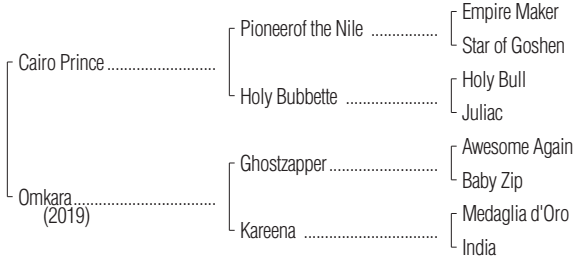 Empire Maker
Pioneerof the Nile ................
Star of Goshen
Cairo Prince ..........................
Holy Bull
Holy Bubbette ......................
Juliac
Awesome Again
Ghostzapper ..........................
Baby Zip
Omkara ..................................
(2019)
Medaglia d'Oro
Kareena ................................
India